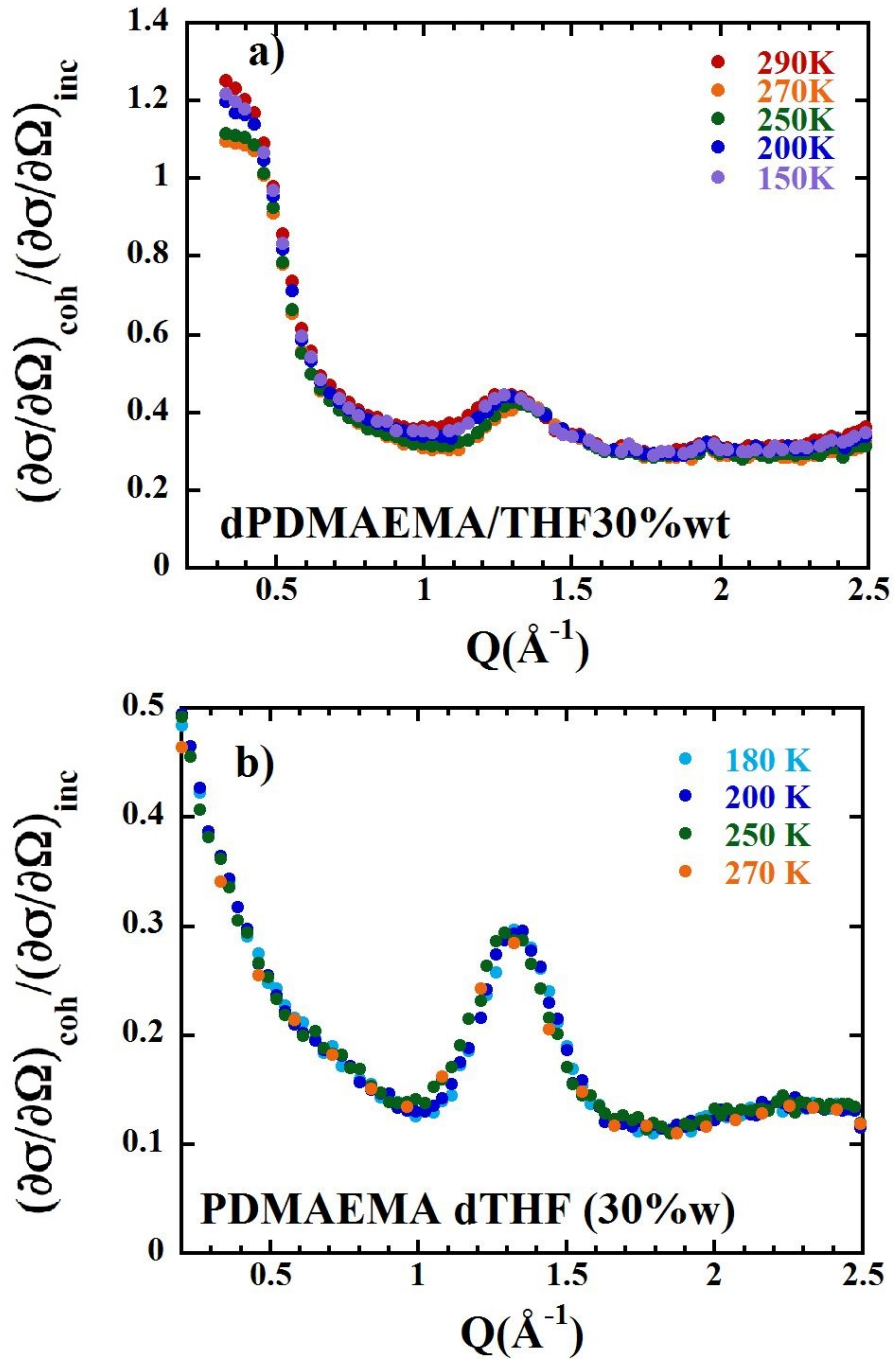 a)
290K
270K
250K
200K
150K
(∂σ/∂Ω)coh /(∂σ/∂Ω)inc
1.4
1.2
1
0.8
0.6
0.4
0.2
0
dPDMAEMA/THF30%wt
0.5 1 1.5 2 2.5
Q(Å-1)
b)
180 K
200 K
250 K
270 K
(∂σ/∂Ω)coh /(∂σ/∂Ω)inc
0.5
0.4
0.3
0.2
0.1
0
PDMAEMA dTHF (30%w)
0.5 1 1.5 2 2.5
Q(Å-1)